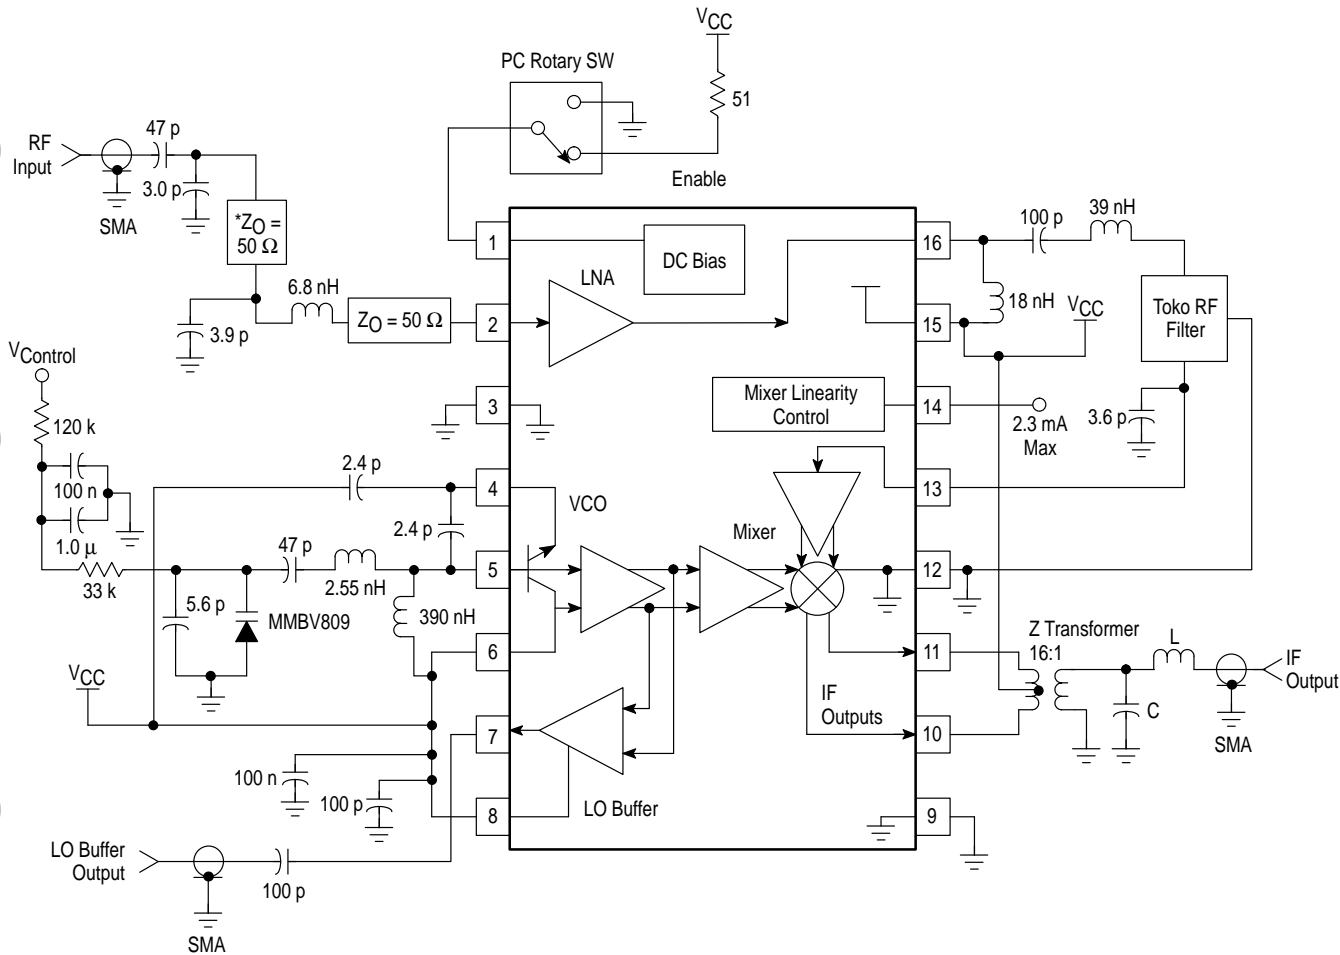 VCC
PC Rotary SW
51
Enable
RF
Input
47 p
3.0 p
SMA
*ZO =
50 Ω
6.8 nH
3.9 p
ZO = 50 Ω
VControl
120 k
100 n
1.0 µ
33 k
5.6 p
MMBV809
47 p
2.55 nH
390 nH
2.4 p
2.4 p
VCC
100 n
100 p
LO Buffer
Output
100 p
SMA
1
2
3
4
5
6
7
8
DC Bias
LNA
Mixer Linearity
Control
VCO
Mixer
IF
Outputs
LO Buffer
16
15
14
13
12
11
10
9
100 p
39 nH
18 nH
VCC
Toko RF
Filter
3.6 p
2.3 mA
Max
Z Transformer
16:1
L
C
IF
Output
SMA